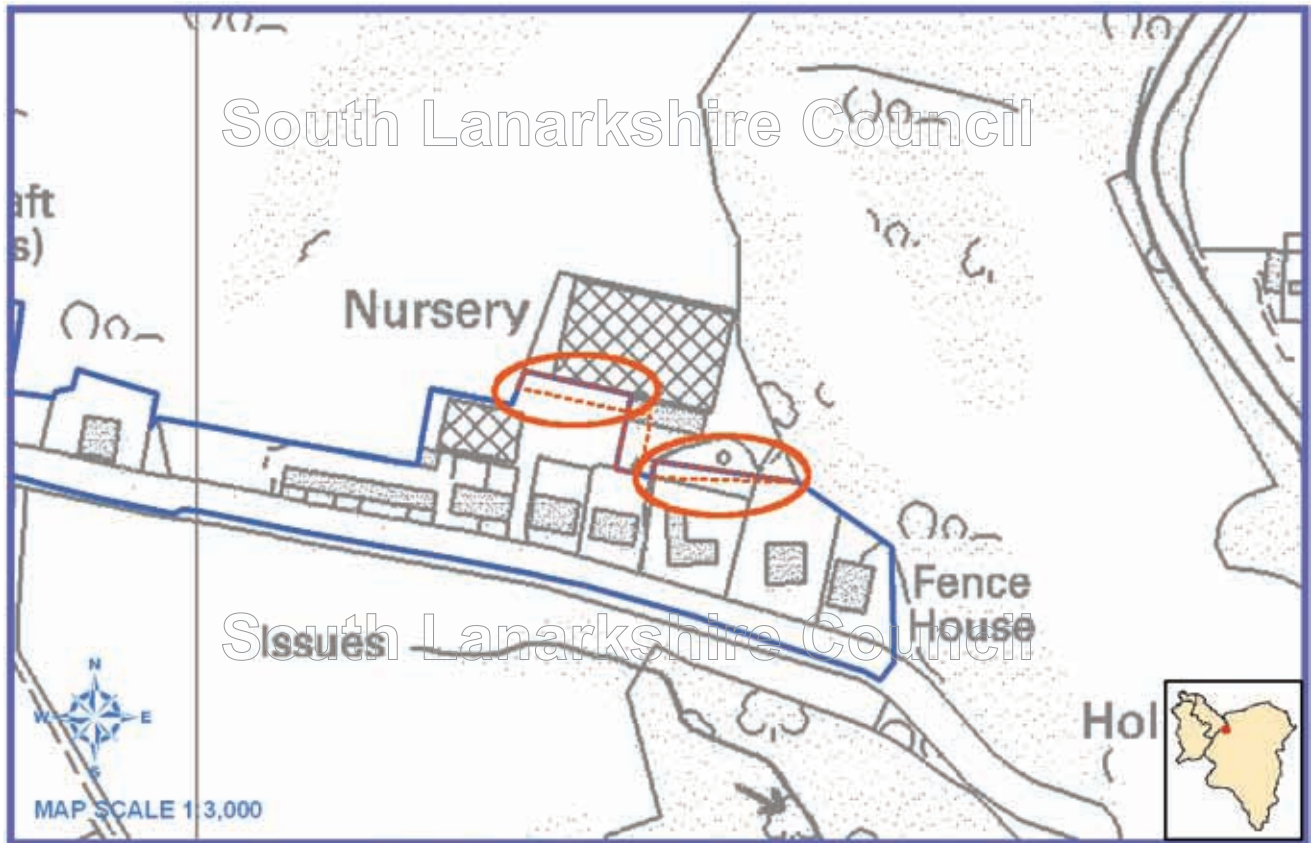 South Lanarkshire Council
aft
s)
Nursery
Fence
House
South Lanarkshire Council
Issues
N
W
E
S
Hol
MAP SCALE 1:3,000